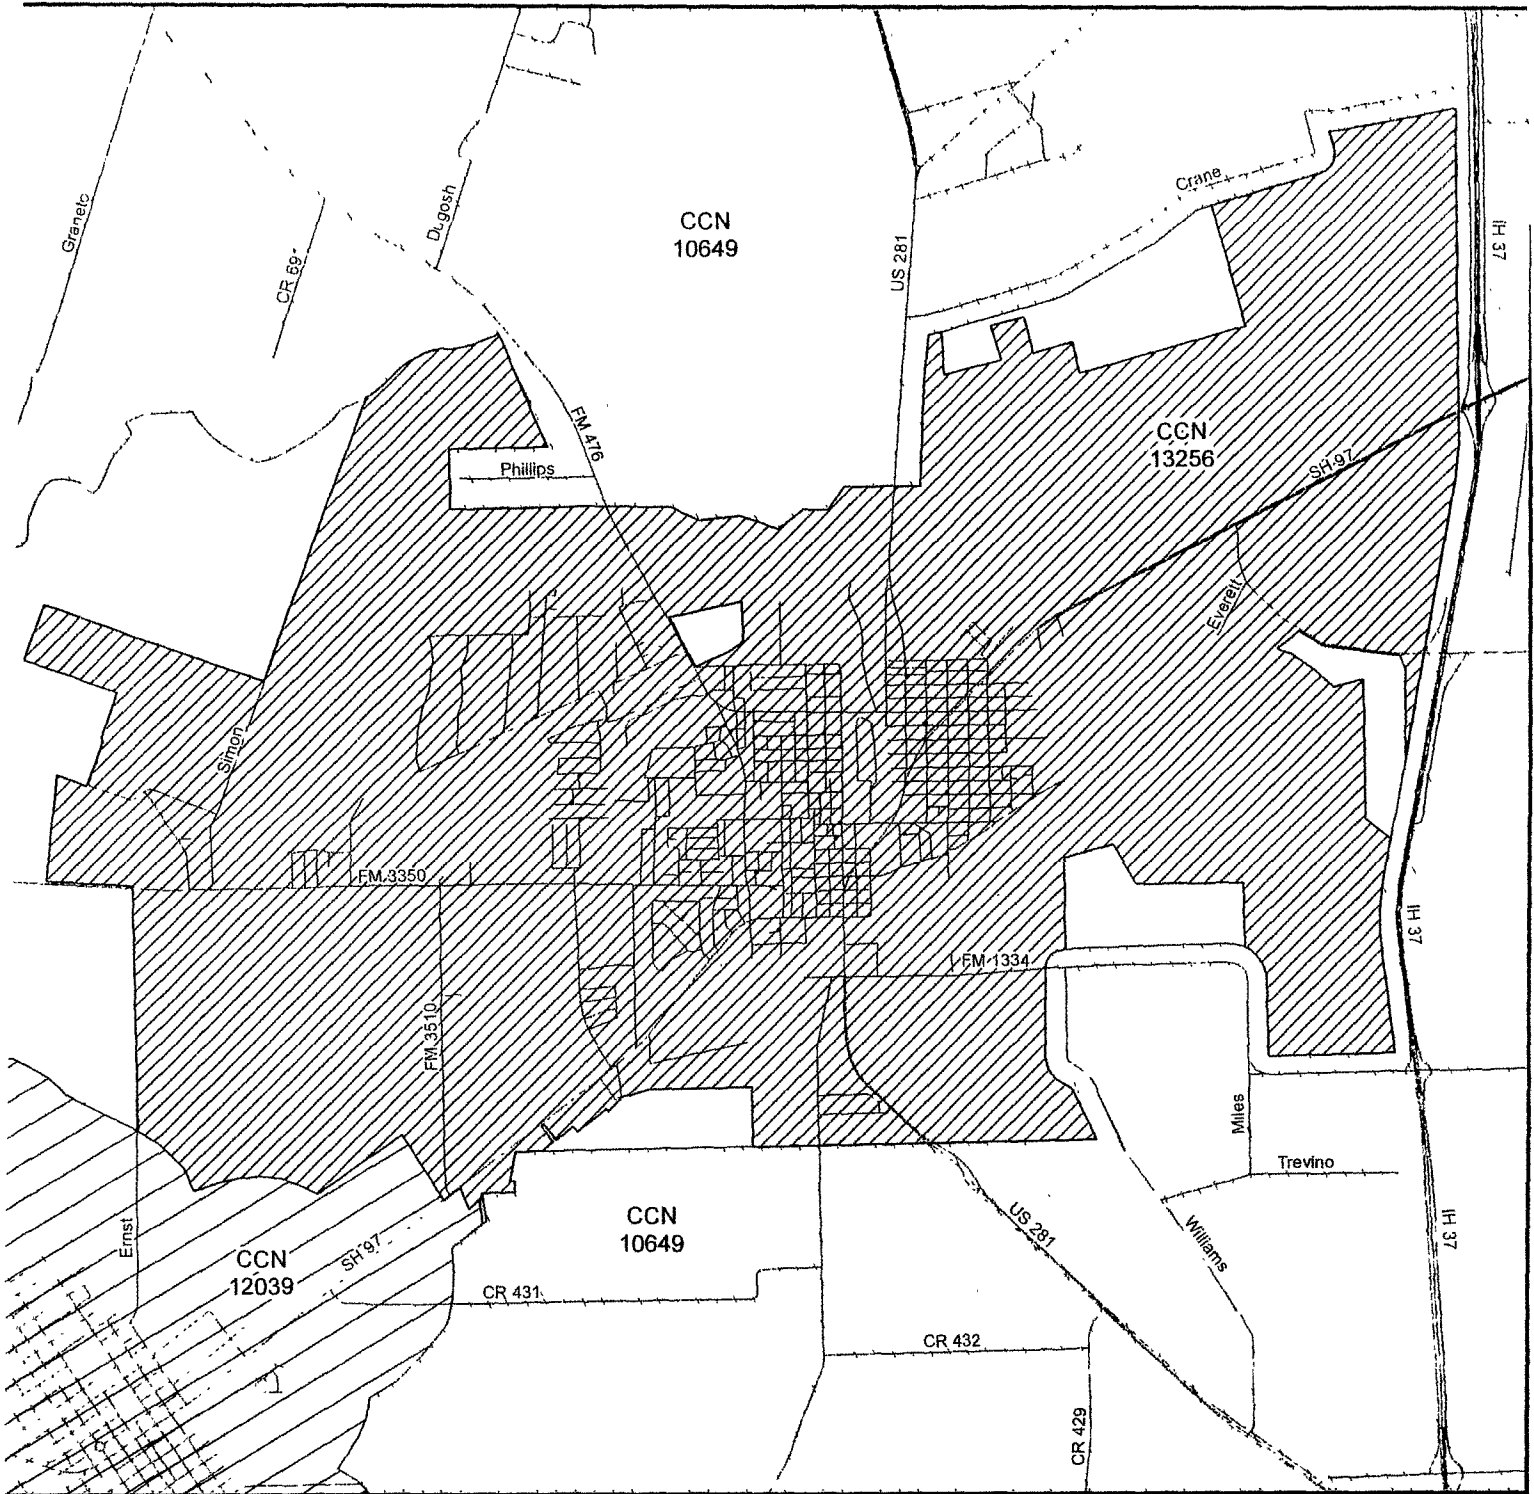 Crane
Dugosh
CCN
10649
US 281
IH 37
CR 69
FM 476
CCN
13256
SH 97
Phillips
Everett
Simon
FM 3350
IH 37
FM 1334
FM 3510
Miles
Trevino
Ernst
CCN
12039
SH 97
CCN
10649
US 281
Williams
IH 37
CR 431
CR 432
CR 429